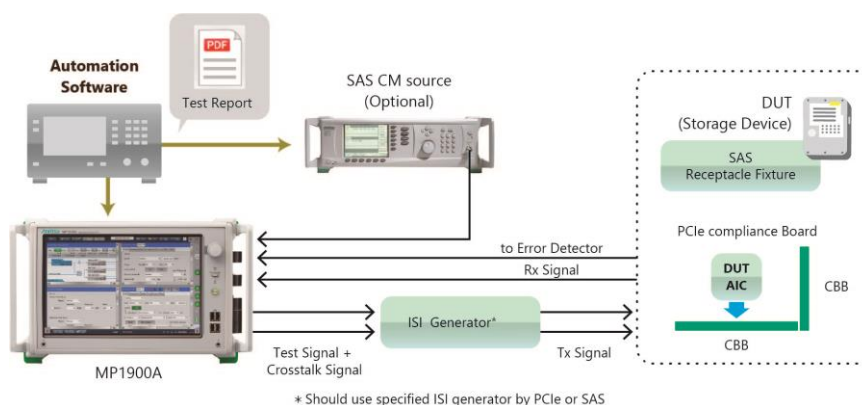 PDF
Test Report
Automation
Software
SAS CM source
(Optional)
DUT
(Storage Device)
SAS
Receptacle Fixture
to Error Detector
Rx Signal
PCIe compliance Board
DUT
AIC
CBB
CBB
ISI Generator*
Test Signal +
Crosstalk Signal
Tx Signal
MP1900A
* Should use specified ISI generator by PCIe or SAS